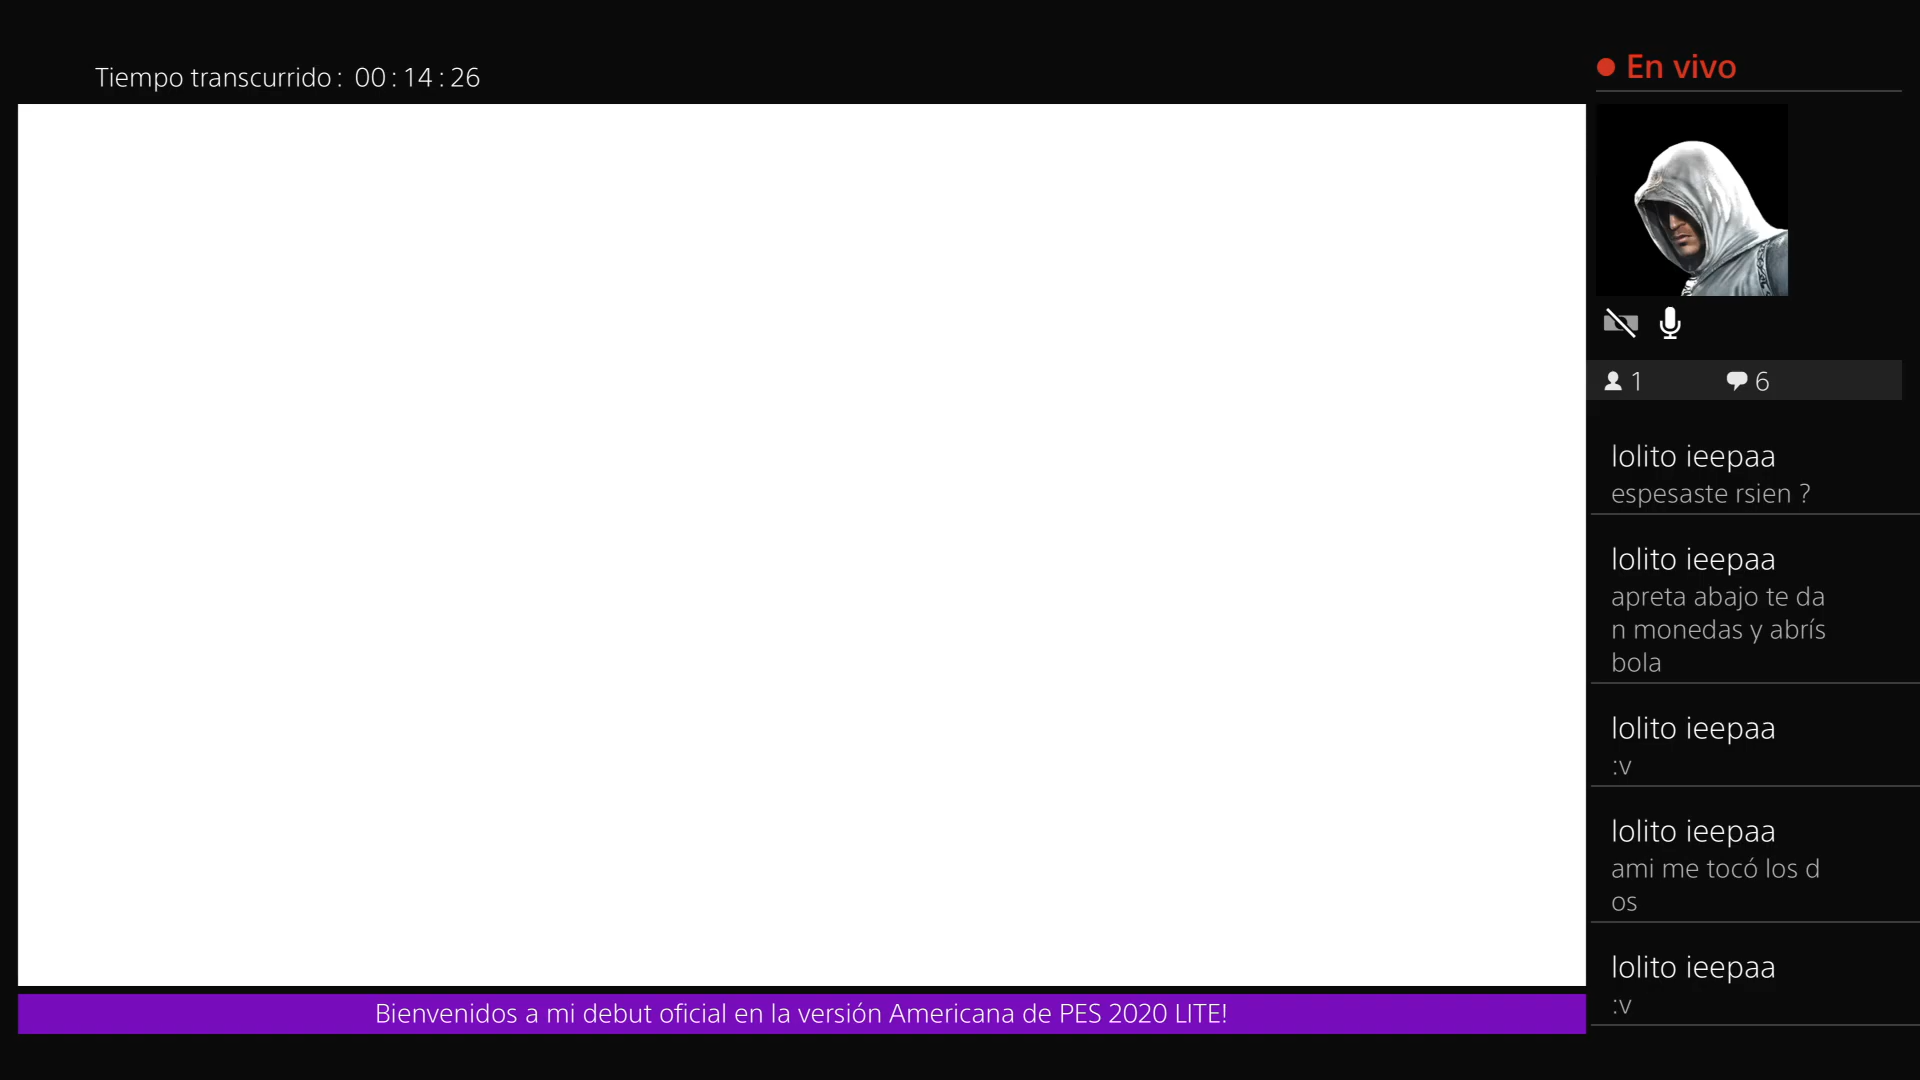 Tiempo transcurrido : 00 : 14 : 26
En vivo
1
6
lolito ieepaa
espesaste rsien ?
lolito ieepaa
apreta abajo te da
n monedas y abrís
bola
lolito ieepaa
:v
lolito ieepaa
ami me tocó los d
os
lolito ieepaa
:v
Bienvenidos a mi debut oficial en la versión Americana de PES 2020 LITE!